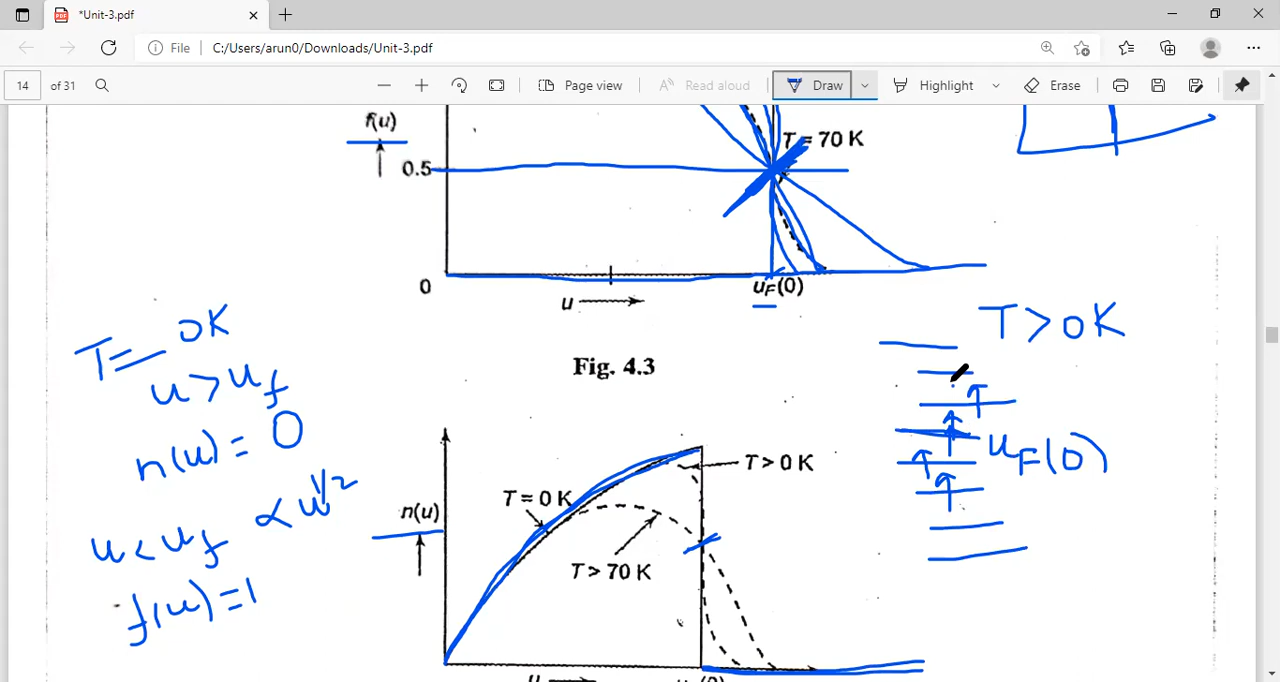 *Unit-3.pdf
File
C:/Users/arun0/Downloads/Unit-3.pdf
14 of 31
Page view
Read aloud
Draw
Highlight
Erase
f(u)
T = 70 K
0.5
0
u
uF(0)
Fig. 4.3
T = 0K
u > uf
n(u) = 0
∝ u^1/2
u < uf
f(u) = 1
T > 0K
uF(0)
n(u)
T = 0 K
T > 0 K
T > 70 K